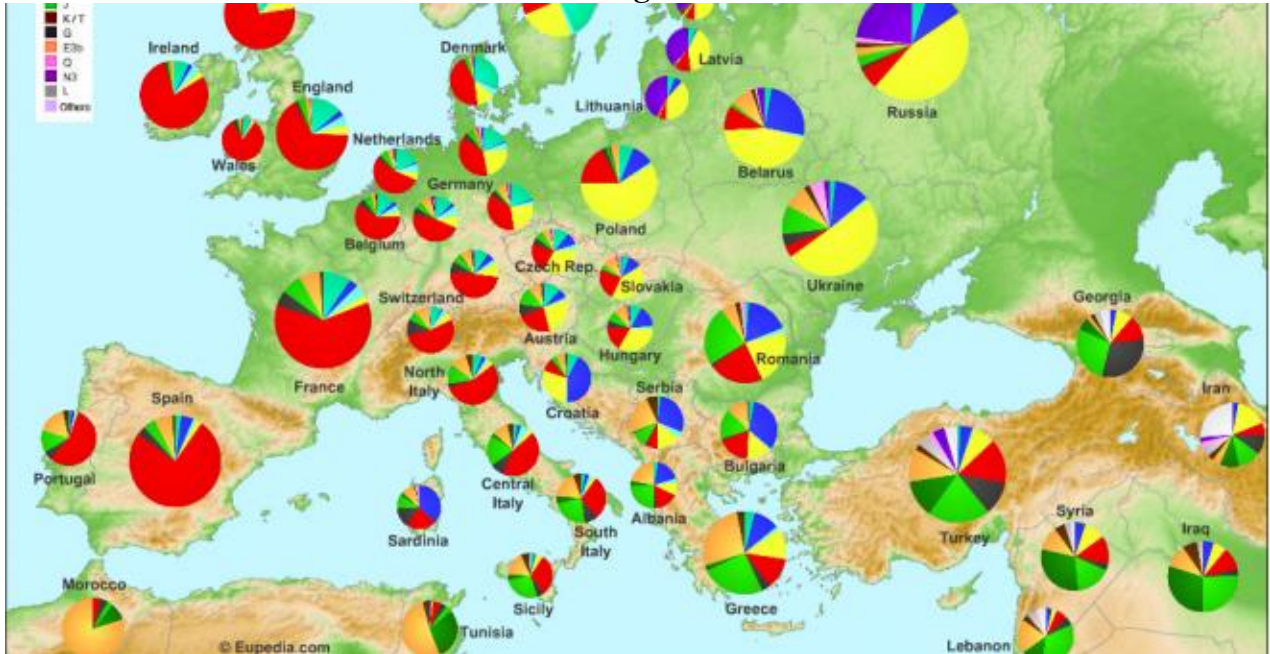 J
K/T
G
E3b
Q
N3
L
Others
Ireland
Denmark
Latvia
England
Lithuania
Russia
Netherlands
Wales
Belarus
Germany
Poland
Belgium
Czech Rep.
Slovakia
Ukraine
Switzerland
Georgia
Austria
Hungary
Romania
France
North
Italy
Serbia
Iran
Spain
Croatia
Portugal
Bulgaria
Central
Italy
Albania
Sardinia
South
Italy
Turkey
Syria
Iraq
Morocco
Sicily
Greece
Tunisia
© Eupedia.com
Lebanon